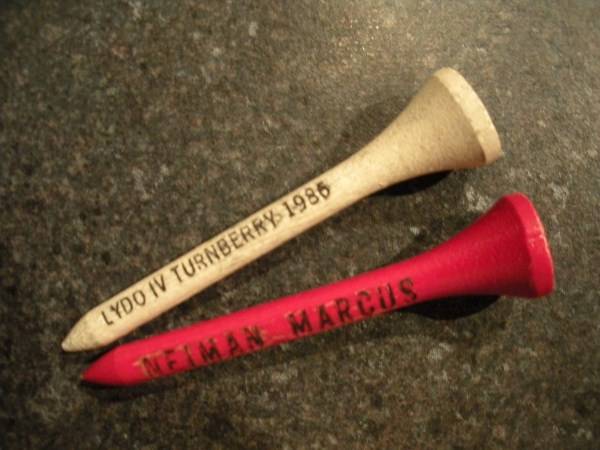 LYDO IV TURNBERRY 1986
NEIMAN MARCUS